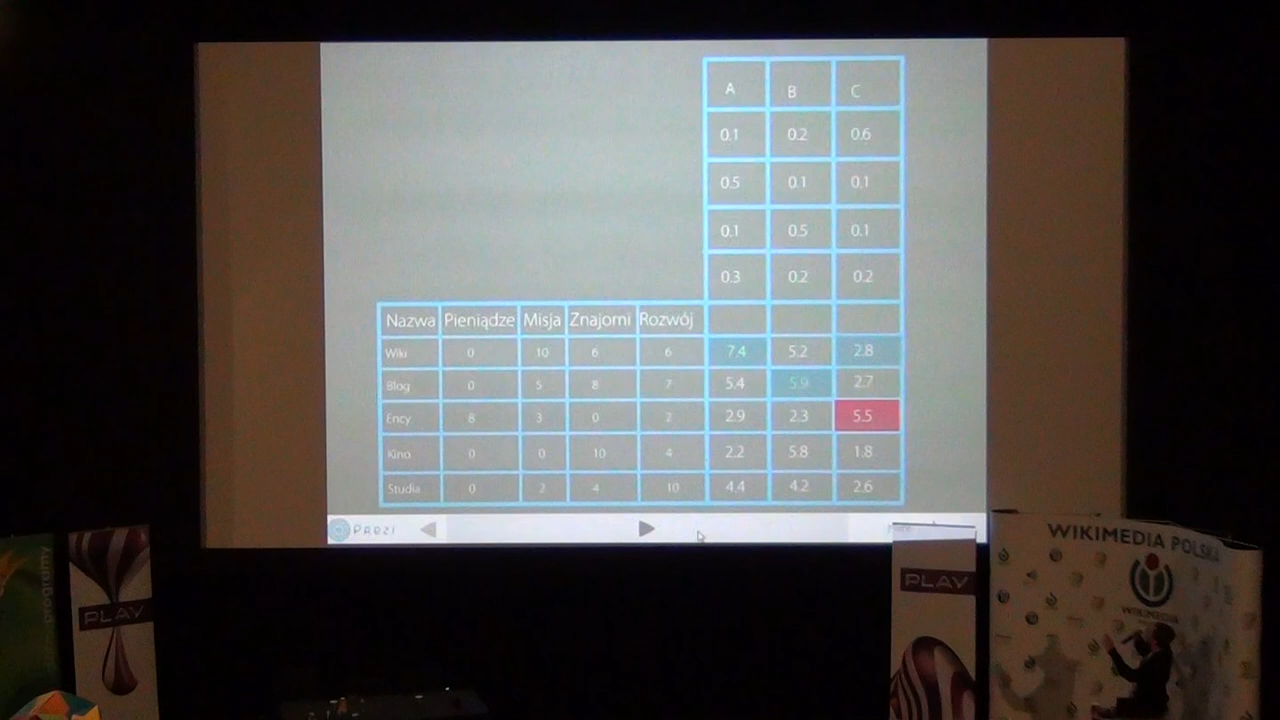 A B C
0.1 0.2 0.6
0.5 0.1 0.1
0.1 0.5 0.1
0.3 0.2 0.2
Nazwa Pieniądze Misja Znajomi Rozwój
Wiki 0 10 6 6 7.4 5.2 2.8
Blog 0 5 8 7 5.4 5.9 2.7
Ency 8 3 0 2 2.9 2.3 5.5
Kino 0 0 10 4 2.2 5.8 1.8
Studia 0 2 4 10 4.4 4.2 2.6
PREZI
programy
PLAY
PLAY
WIKIMEDIA POLSKA
WIKIMEDIA